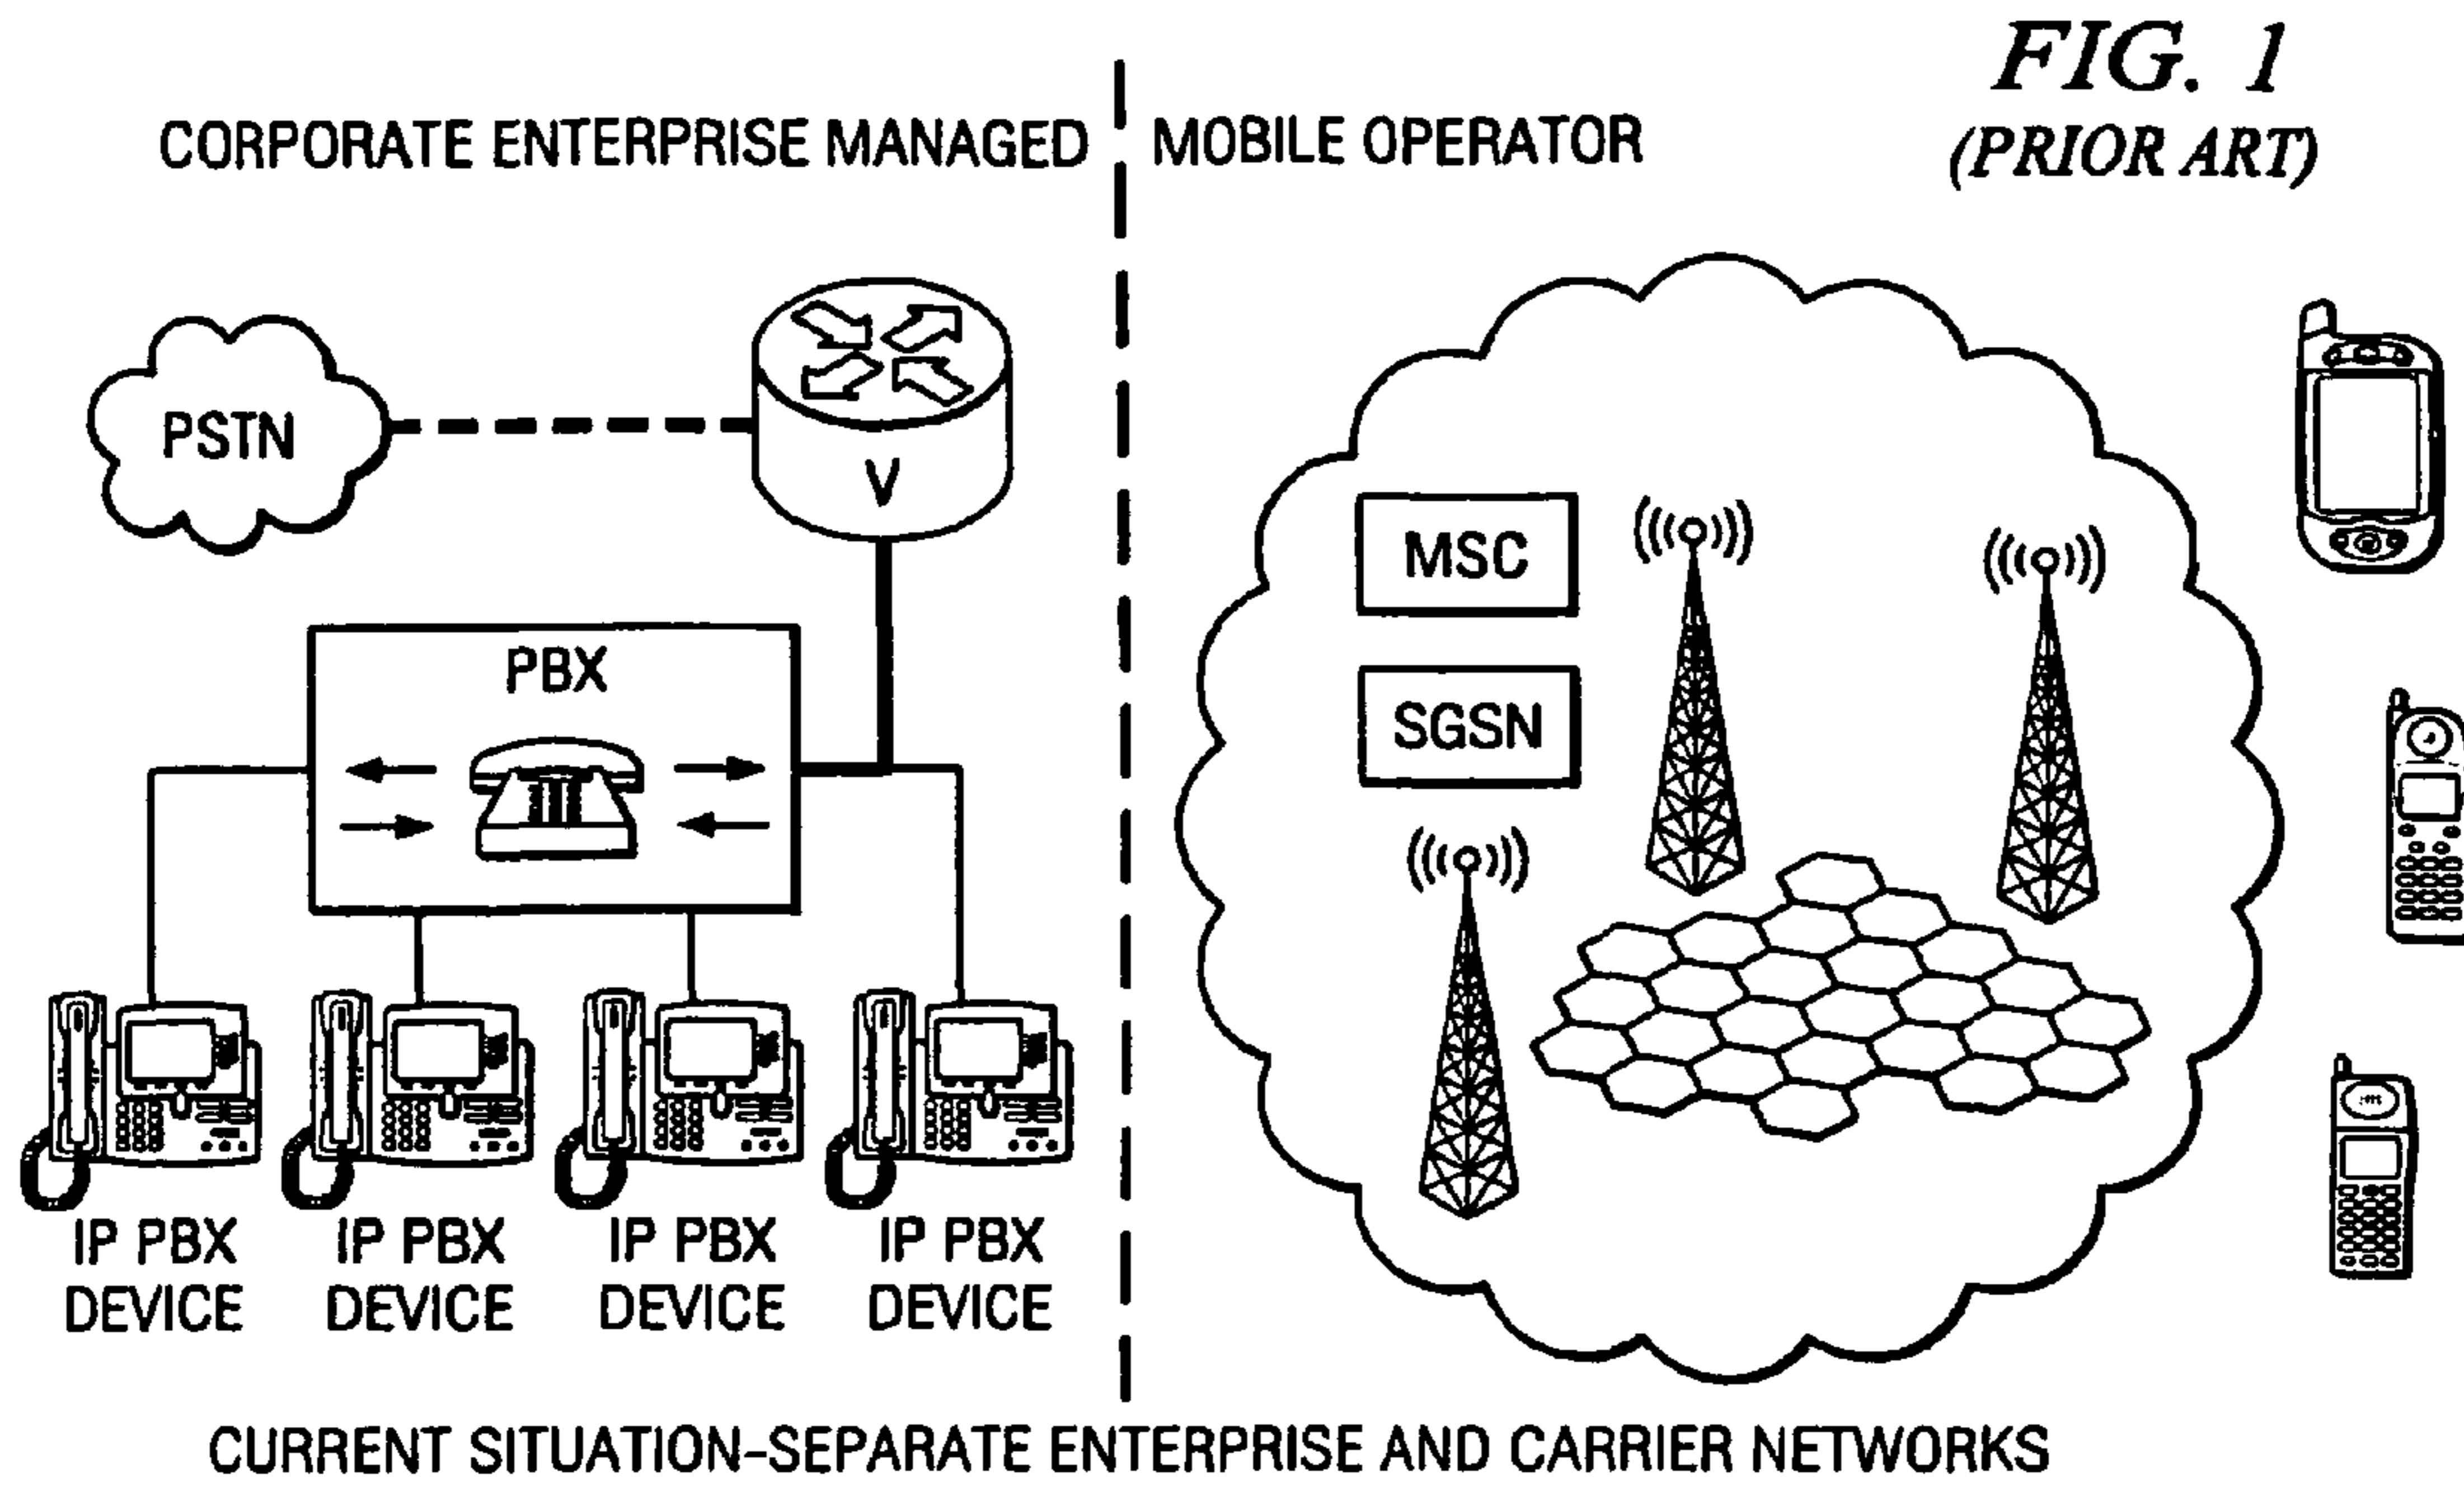 FIG. 1
(PRIOR ART)
CORPORATE ENTERPRISE MANAGED
MOBILE OPERATOR
PSTN
V
MSC
PBX
SGSN
IP PBX
DEVICE
IP PBX
DEVICE
IP PBX
DEVICE
IP PBX
DEVICE
CURRENT SITUATION-SEPARATE ENTERPRISE AND CARRIER NETWORKS